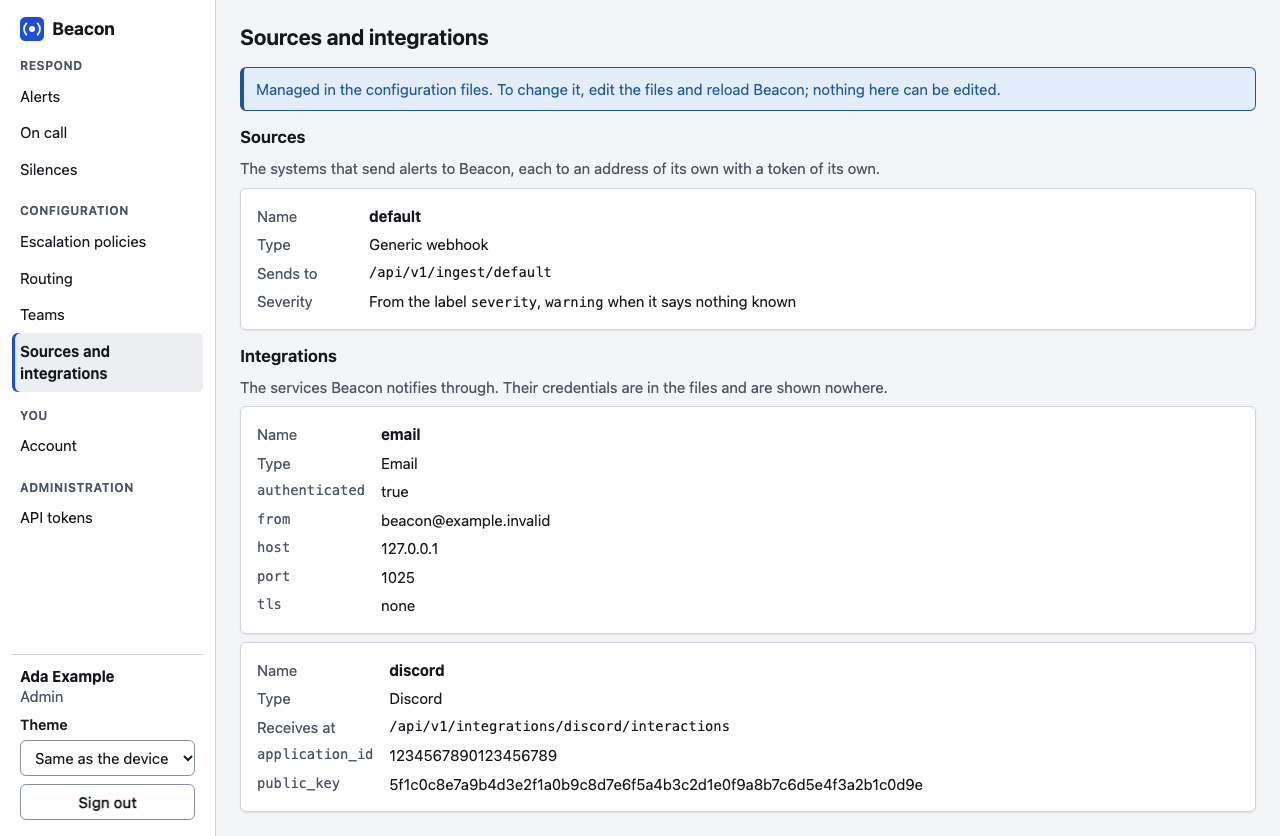 Beacon
RESPOND
Alerts
On call
Silences
CONFIGURATION
Escalation policies
Routing
Teams
Sources and
integrations
YOU
Account
ADMINISTRATION
API tokens
Ada Example
Admin
Theme
Same as the device
Sign out
Sources and integrations
Managed in the configuration files. To change it, edit the files and reload Beacon; nothing here can be edited.
Sources
The systems that send alerts to Beacon, each to an address of its own with a token of its own.
Name default
Type Generic webhook
Sends to /api/v1/ingest/default
Severity From the label severity, warning when it says nothing known
Integrations
The services Beacon notifies through. Their credentials are in the files and are shown nowhere.
Name email
Type Email
authenticated true
from beacon@example.invalid
host 127.0.0.1
port 1025
tls none
Name discord
Type Discord
Receives at /api/v1/integrations/discord/interactions
application_id 1234567890123456789
public_key 5f1c0c8e7a9b4d3e2f1a0b9c8d7e6f5a4b3c2d1e0f9a8b7c6d5e4f3a2b1c0d9e